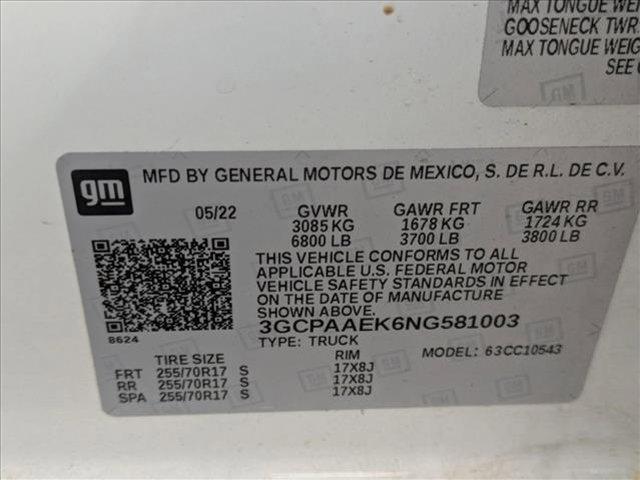 MAX TONGUE
GOOSENECK TWR
MAX TONGUE WEIG
SEE
gm
MFD BY GENERAL MOTORS DE MEXICO, S. DE R.L. DE C.V.
05/22 GVWR GAWR FRT GAWR RR
3085 KG 1678 KG 1724 KG
6800 LB 3700 LB 3800 LB
THIS VEHICLE CONFORMS TO ALL
APPLICABLE U.S. FEDERAL MOTOR
VEHICLE SAFETY STANDARDS IN EFFECT
ON THE DATE OF MANUFACTURE
SHOWN ABOVE.
3GCPAAEK6NG581003
8624
TYPE: TRUCK MODEL: 63CC10543
TIRE SIZE RIM
FRT 255/70R17 S 17X8J
RR 255/70R17 S 17X8J
SPA 255/70R17 S 17X8J